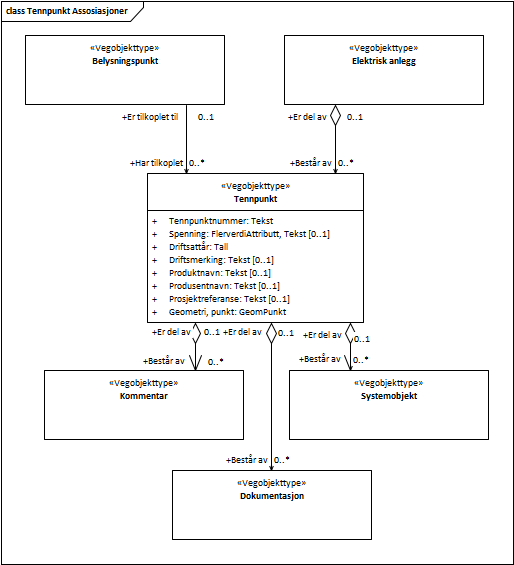 class Tennpunkt Assosiasjoner
«Vegobjekttype»
Belysningspunkt
«Vegobjekttype»
Elektrisk anlegg
+Er tilkoplet til 0..1
+Er del av 0..1
+Har tilkoplet 0..*
+Består av 0..*
«Vegobjekttype»
Tennpunkt
+ Tennpunktnummer: Tekst
+ Spenning: FlerverdiAttributt, Tekst [0..1]
+ Driftsattår: Tall
+ Driftsmerking: Tekst [0..1]
+ Produktnavn: Tekst [0..1]
+ Produsentnavn: Tekst [0..1]
+ Prosjektreferanse: Tekst [0..1]
+ Geometri, punkt: GeomPunkt
+Er del av 0..1
+Er del av 0..1
+Er del av 0..1
+Består av 0..*
+Består av 0..*
«Vegobjekttype»
Kommentar
«Vegobjekttype»
Systemobjekt
+Består av 0..*
«Vegobjekttype»
Dokumentasjon